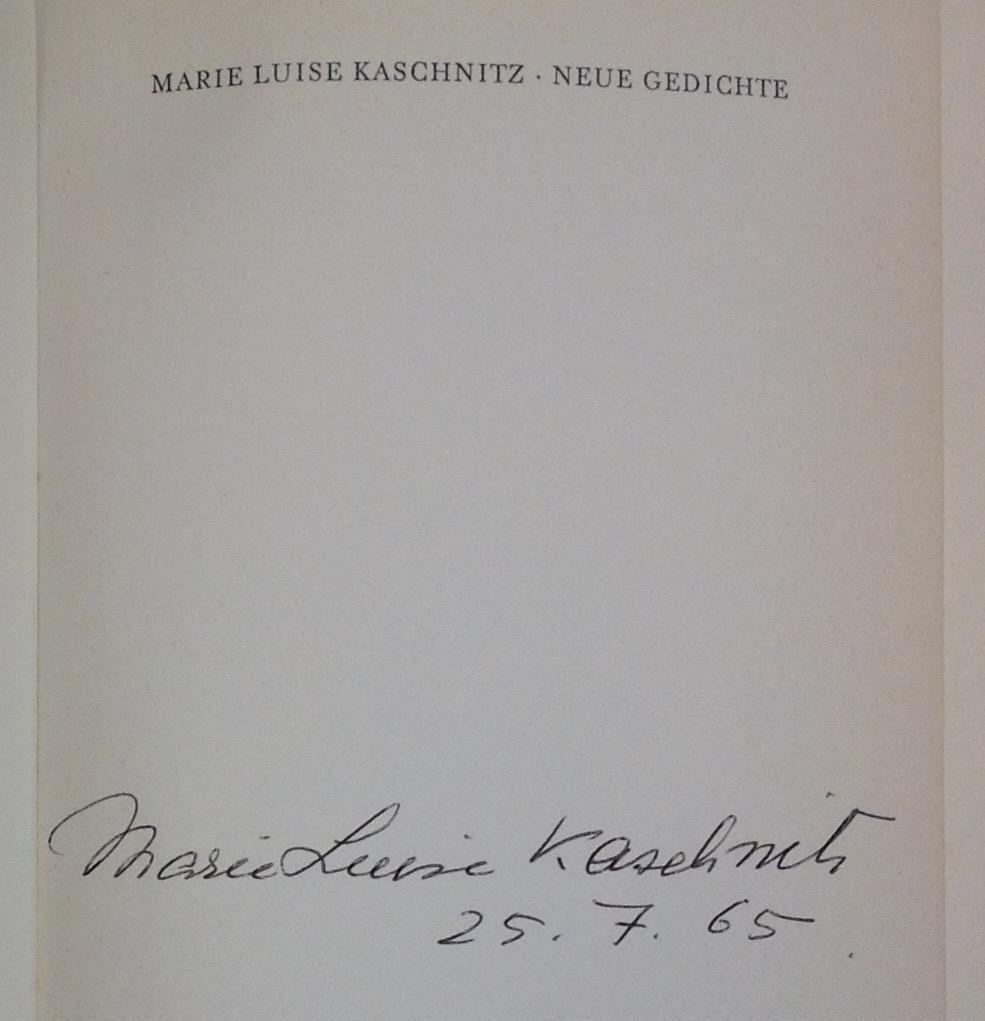 MARIE LUISE KASCHNITZ · NEUE GEDICHTE
Marie Luise Kaschnitz
25. 7. 65